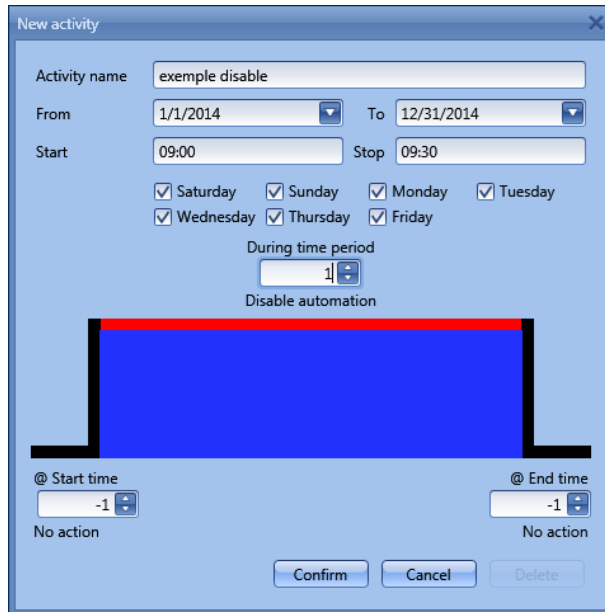 New activity
Activity name exemple disable
From 1/1/2014 To 12/31/2014
Start 09:00 Stop 09:30
Saturday Sunday Monday Tuesday
Wednesday Thursday Friday
During time period
1
Disable automation
@ Start time @ End time
-1 -1
No action No action
Confirm Cancel Delete